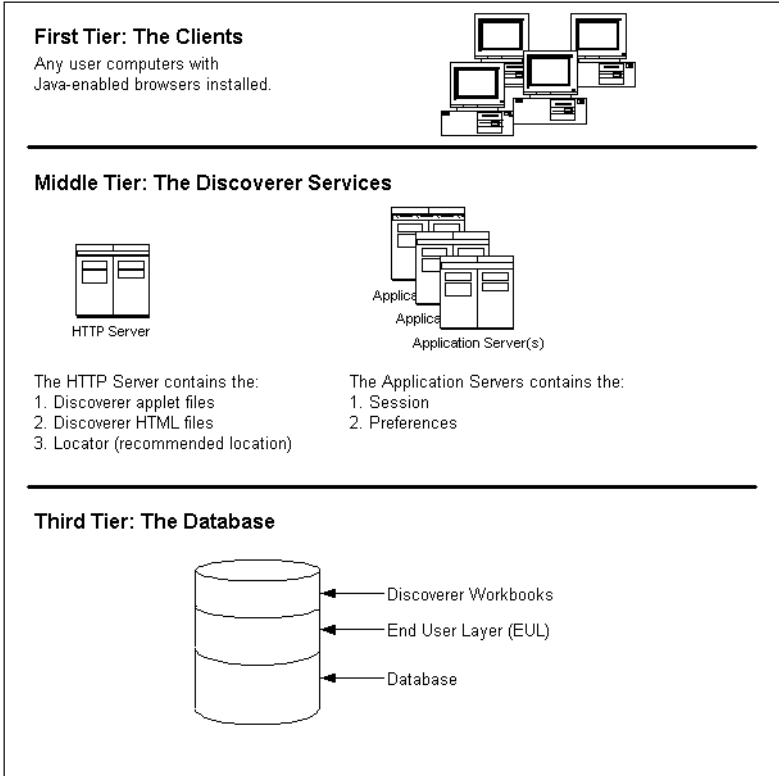 First Tier: The Clients
Any user computers with
Java-enabled browsers installed.
Middle Tier: The Discoverer Services
HTTP Server
Applica
Applica
Application Server(s)
The HTTP Server contains the:
1. Discoverer applet files
2. Discoverer HTML files
3. Locator (recommended location)
The Application Servers contains the:
1. Session
2. Preferences
Third Tier: The Database
Discoverer Workbooks
End User Layer (EUL)
Database